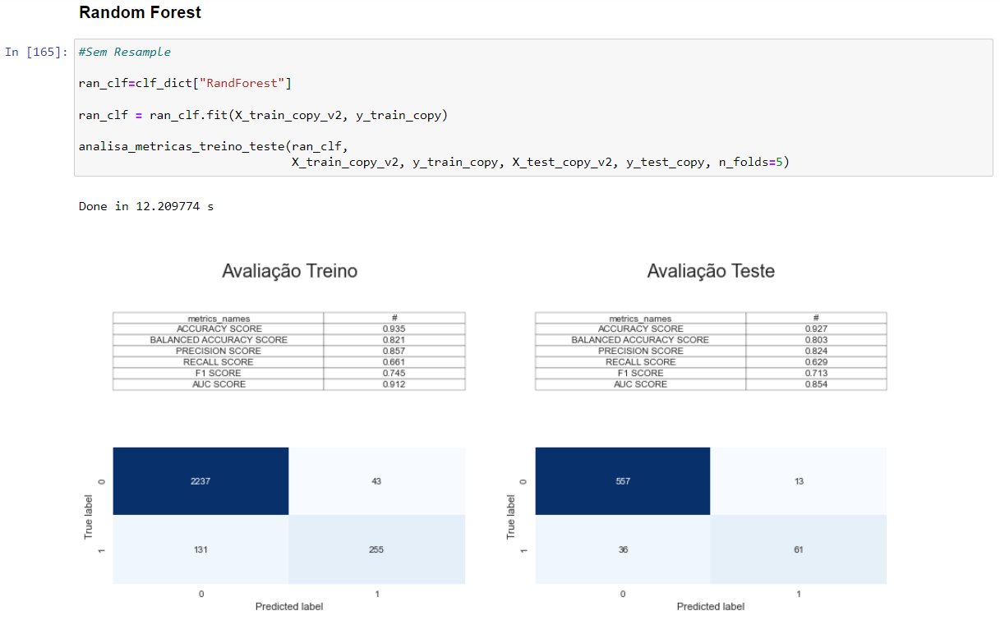 Random Forest
In [165]:
#Sem Resample
ran_clf=clf_dict["RandForest"]
ran_clf = ran_clf.fit(X_train_copy_v2, y_train_copy)
analisa_metricas_treino_teste(ran_clf,
X_train_copy_v2, y_train_copy, X_test_copy_v2, y_test_copy, n_folds=5)
Done in 12.209774 s
Avaliação Treino
metrics_names #
ACCURACY SCORE 0.935
BALANCED ACCURACY SCORE 0.821
PRECISION SCORE 0.857
RECALL SCORE 0.661
F1 SCORE 0.745
AUC SCORE 0.912
True label
0
2237 43
1
131 255
0 1
Predicted label
Avaliação Teste
metrics_names #
ACCURACY SCORE 0.927
BALANCED ACCURACY SCORE 0.803
PRECISION SCORE 0.824
RECALL SCORE 0.629
F1 SCORE 0.713
AUC SCORE 0.854
True label
0
557 13
1
36 61
0 1
Predicted label